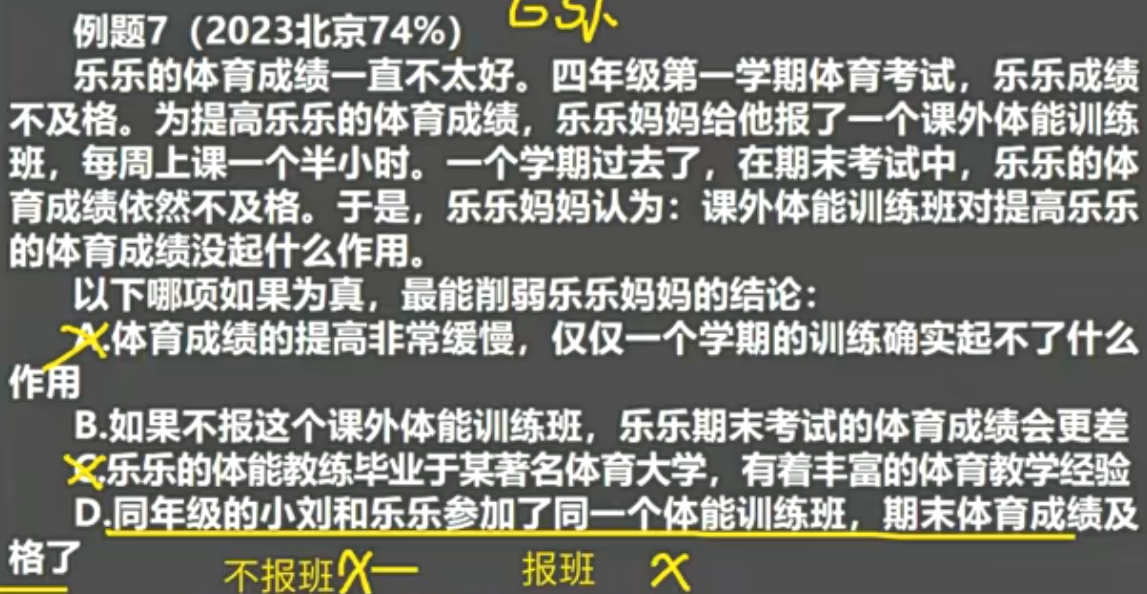 例题7（2023北京74%）
乐乐的体育成绩一直不太好。四年级第一学期体育考试，乐乐成绩
不及格。为提高乐乐的体育成绩，乐乐妈妈给他报了一个课外体能训练
班，每周上课一个半小时。一个学期过去了，在期末考试中，乐乐的体
育成绩依然不及格。于是，乐乐妈妈认为：课外体能训练班对提高乐乐
的体育成绩没起什么作用。
以下哪项如果为真，最能削弱乐乐妈妈的结论：
A.体育成绩的提高非常缓慢，仅仅一个学期的训练确实起不了什么
作用
B.如果不报这个课外体能训练班，乐乐期末考试的体育成绩会更差
C.乐乐的体能教练毕业于某著名体育大学，有着丰富的体育教学经验
D.同年级的小刘和乐乐参加了同一个体能训练班，期末体育成绩及
格了
不报班 X一 报班 X